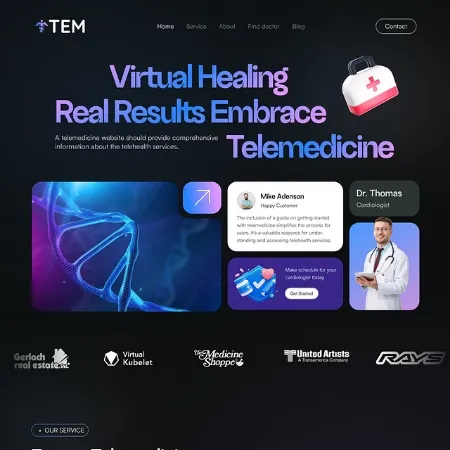 TEM
Home Service About Find doctor Blog Contact
Virtual Healing
Real Results Embrace
A telemedicine website should provide comprehensive
information about the telehealth services.
Telemedicine
Mike Adenson
Happy Customer
The inclusion of a guide on getting started
with telemedicine simplifies the process for
users. It's a valuable resource for under-
standing and accessing telehealth services.
Dr. Thomas
Cardiologist
Make schedule for your
cardiologist today
Get Started
Gerlach
real estate
Virtual
Kubelet
The Medicine
Shoppe
United Artists
A Transamerica Company
RAYS
• OUR SERVICE